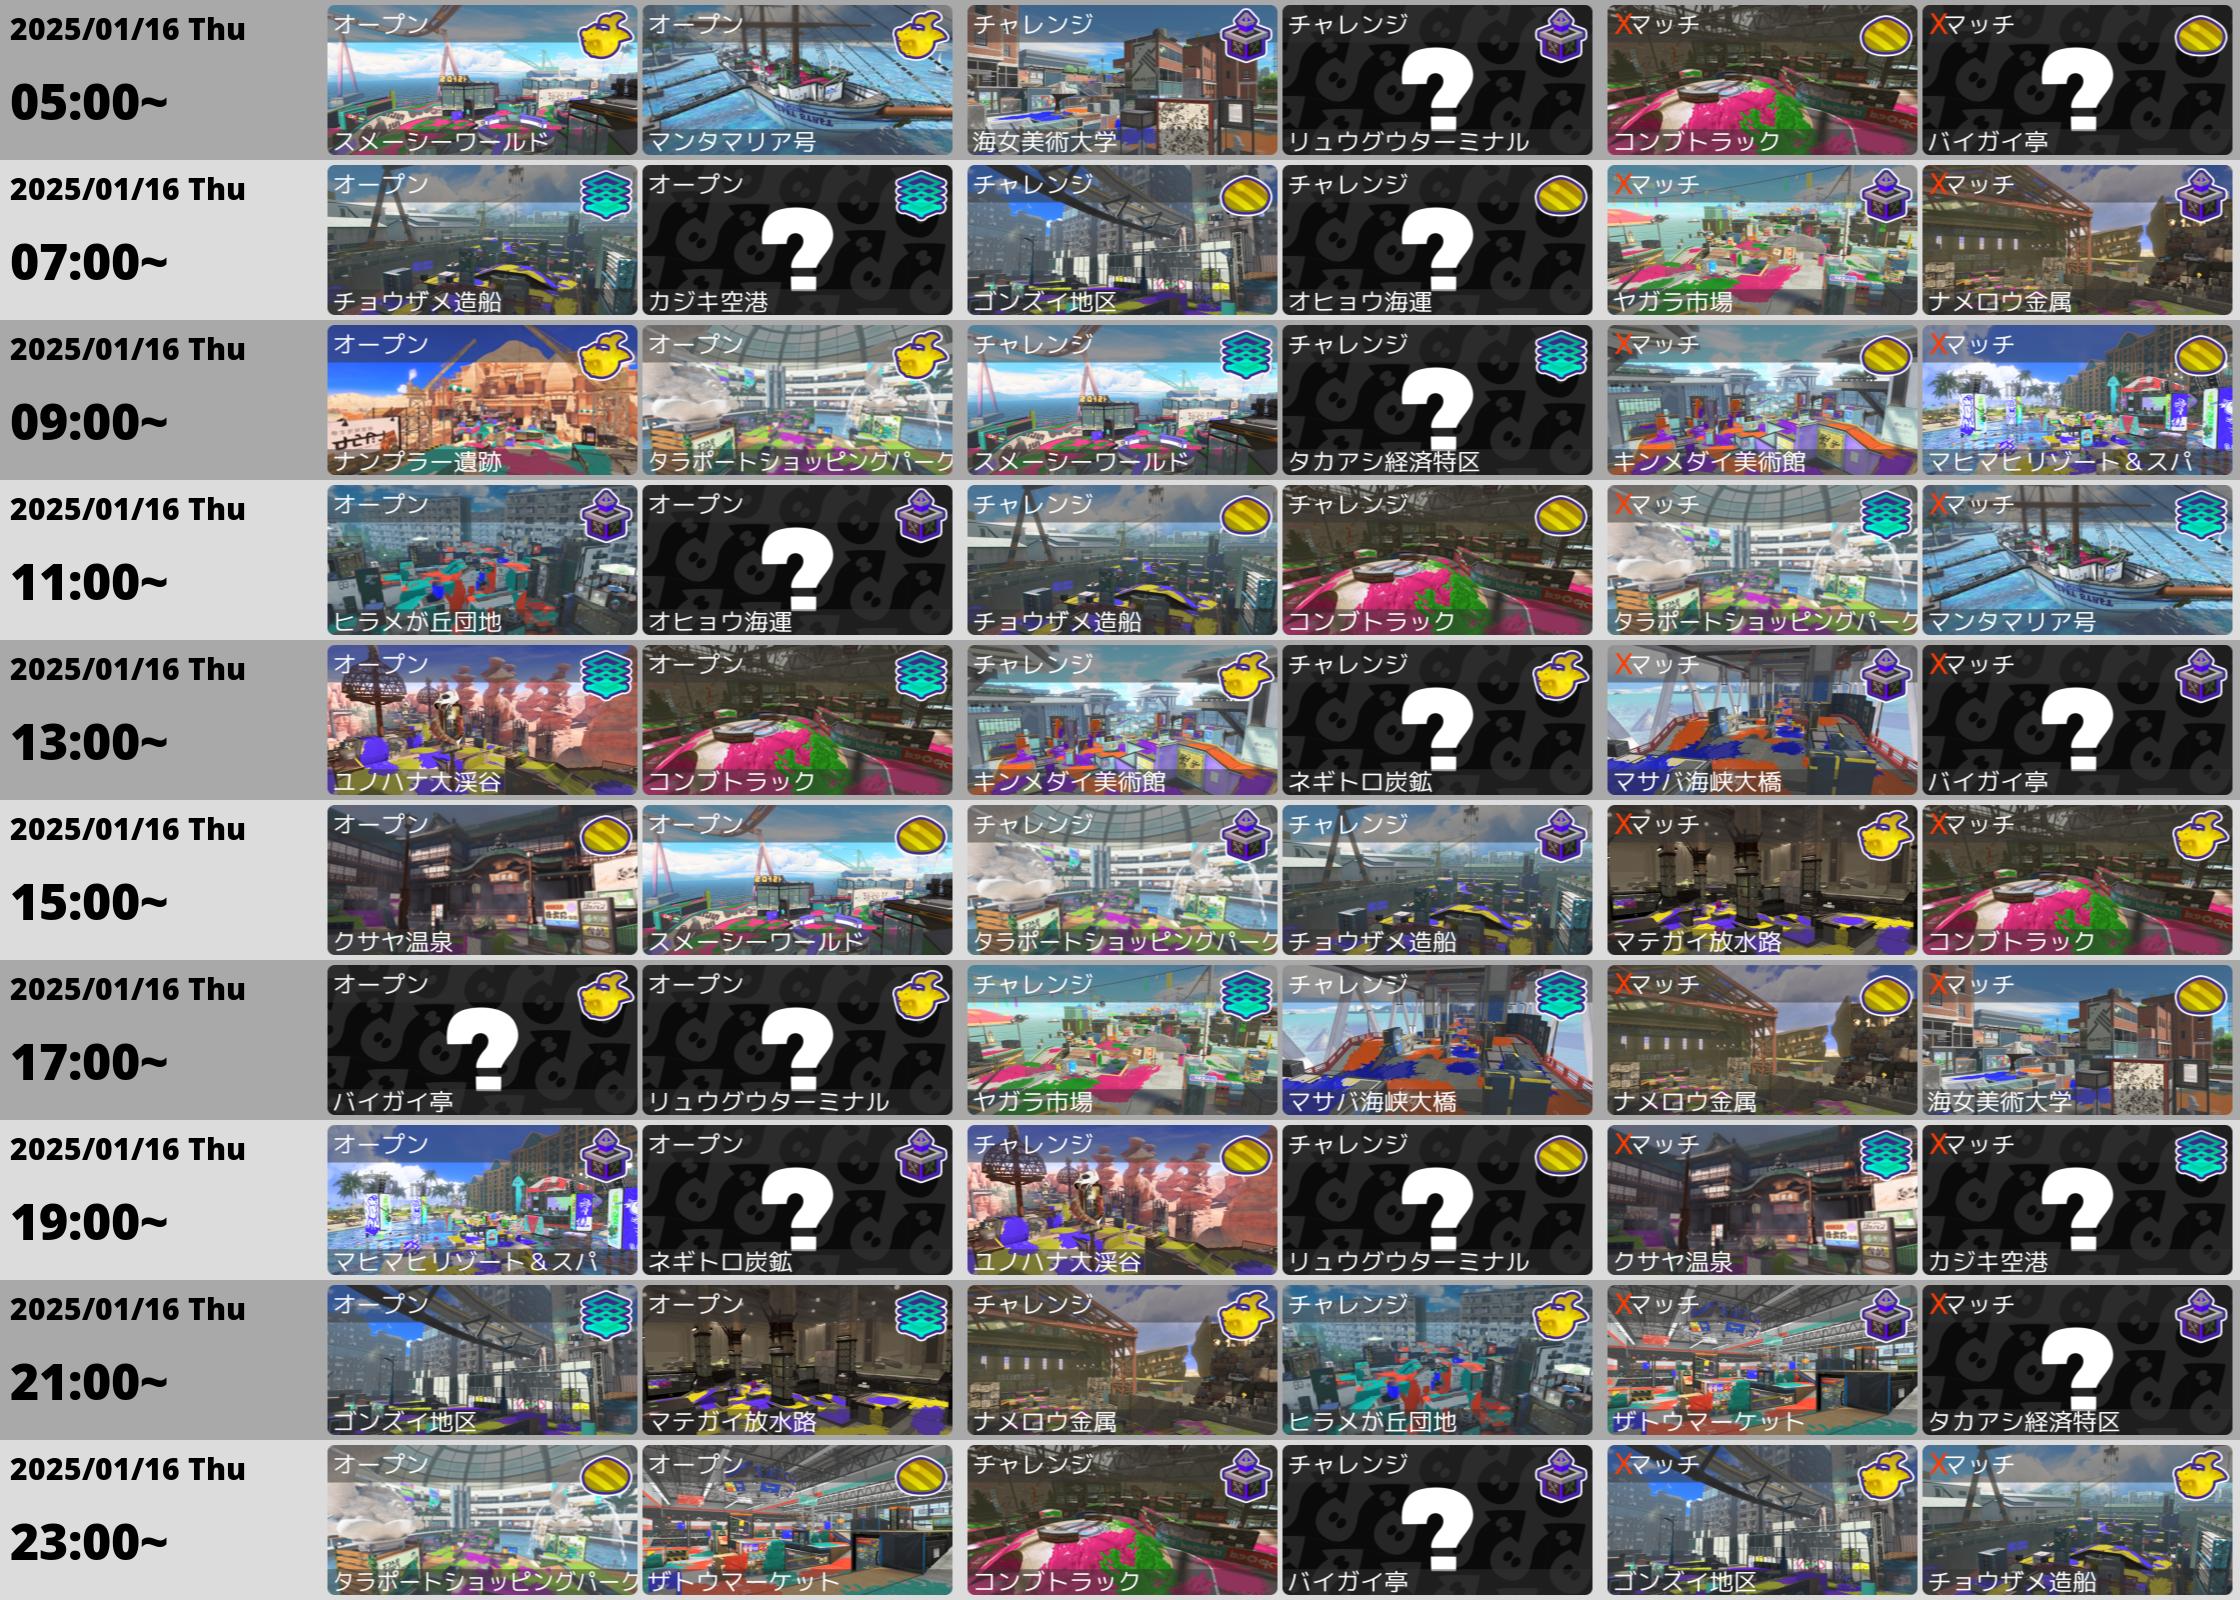 2025/01/16 Thu
05:00~
オープン
スメーシーワールド
オープン
マンタマリア号
チャレンジ
海女美術大学
チャレンジ
リュウグウターミナル
Xマッチ
コンブトラック
Xマッチ
バイガイ亭
2025/01/16 Thu
07:00~
オープン
チョウザメ造船
オープン
カジキ空港
チャレンジ
ゴンズイ地区
チャレンジ
オヒョウ海運
Xマッチ
ヤガラ市場
Xマッチ
ナメロウ金属
2025/01/16 Thu
09:00~
オープン
ナンプラー遺跡
オープン
タラポートショッピングパーク
チャレンジ
スメーシーワールド
チャレンジ
タカアシ経済特区
Xマッチ
キンメダイ美術館
Xマッチ
マヒマヒリゾート＆スパ
2025/01/16 Thu
11:00~
オープン
ヒラメが丘団地
オープン
オヒョウ海運
チャレンジ
チョウザメ造船
チャレンジ
コンブトラック
Xマッチ
タラポートショッピングパーク
Xマッチ
マンタマリア号
2025/01/16 Thu
13:00~
オープン
ユノハナ大渓谷
オープン
コンブトラック
チャレンジ
キンメダイ美術館
チャレンジ
ネギトロ炭鉱
Xマッチ
マサバ海峡大橋
Xマッチ
バイガイ亭
2025/01/16 Thu
15:00~
オープン
クサヤ温泉
オープン
スメーシーワールド
チャレンジ
タラポートショッピングパーク
チャレンジ
チョウザメ造船
Xマッチ
マテガイ放水路
Xマッチ
コンブトラック
2025/01/16 Thu
17:00~
オープン
バイガイ亭
オープン
リュウグウターミナル
チャレンジ
ヤガラ市場
チャレンジ
マサバ海峡大橋
Xマッチ
ナメロウ金属
Xマッチ
海女美術大学
2025/01/16 Thu
19:00~
オープン
マヒマヒリゾート＆スパ
オープン
ネギトロ炭鉱
チャレンジ
ユノハナ大渓谷
チャレンジ
リュウグウターミナル
Xマッチ
クサヤ温泉
Xマッチ
カジキ空港
2025/01/16 Thu
21:00~
オープン
ゴンズイ地区
オープン
マテガイ放水路
チャレンジ
ナメロウ金属
チャレンジ
ヒラメが丘団地
Xマッチ
ザトウマーケット
Xマッチ
タカアシ経済特区
2025/01/16 Thu
23:00~
オープン
タラポートショッピングパーク
オープン
ザトウマーケット
チャレンジ
コンブトラック
チャレンジ
バイガイ亭
Xマッチ
ゴンズイ地区
Xマッチ
チョウザメ造船